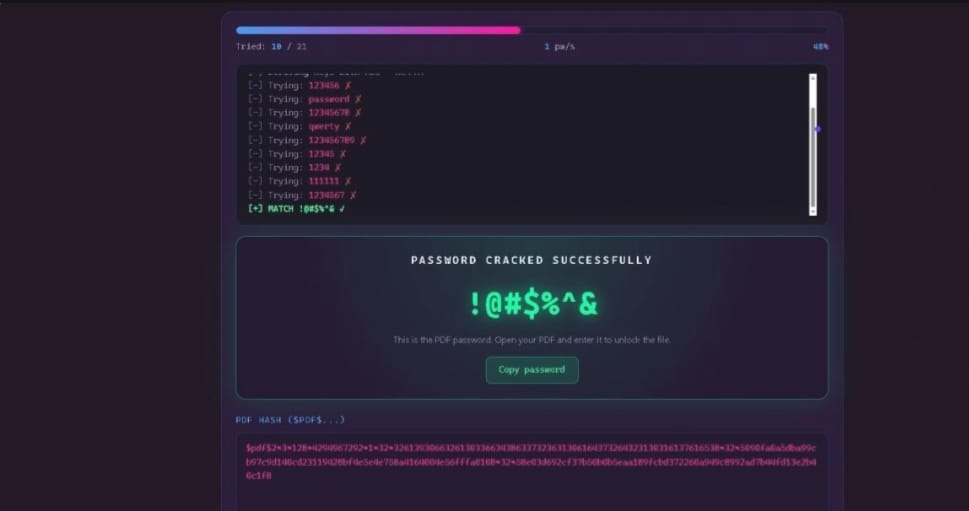 Tried: 10 / 21
1 pw/s
48%
[~] Trying: 123456 ✗
[~] Trying: password ✗
[~] Trying: 12345678 ✗
[~] Trying: qwerty ✗
[~] Trying: 123456789 ✗
[~] Trying: 12345 ✗
[~] Trying: 1234 ✗
[~] Trying: 111111 ✗
[~] Trying: 1234567 ✗
[+] MATCH !@#$%^& ✓
PASSWORD CRACKED SUCCESSFULLY
!@#$%^&
This is the PDF password. Open your PDF and enter it to unlock the file.
Copy password
PDF HASH ($PDF$...)